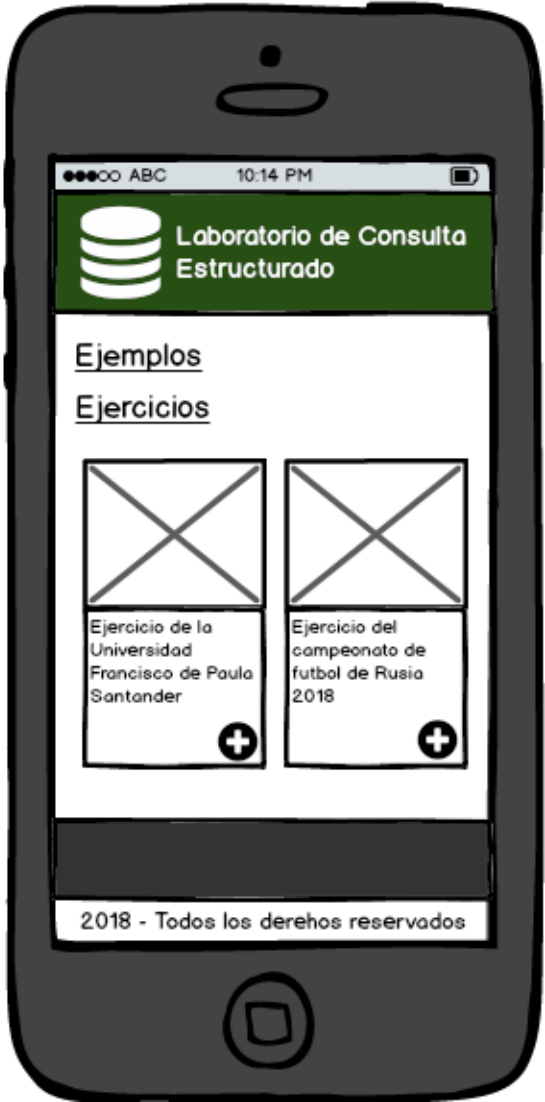 ABC 10:14 PM
Laboratorio de Consulta
Estructurado
Ejemplos
Ejercicios
Ejercicio de la
Universidad
Francisco de Paula
Santander
Ejercicio del
campeonato de
futbol de Rusia
2018
2018 - Todos los derehos reservados